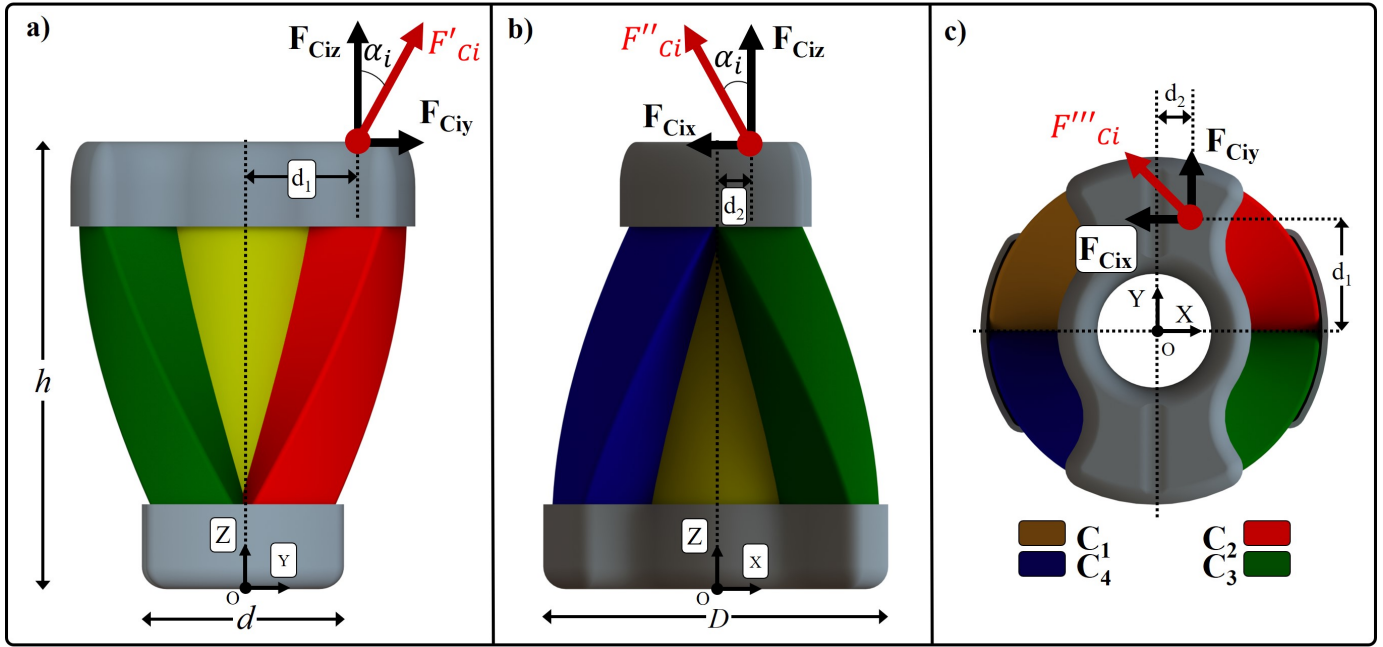 a)
F_Ciz
α_i
F′_Ci
F_Ciy
d_1
h
Z
Y
O
d
b)
F″_Ci
α_i
F_Ciz
F_Cix
d_2
Z
X
O
D
c)
d_2
F‴_Ci
F_Ciy
F_Cix
d_1
Y
X
O
C_1 C_2
C_4 C_3